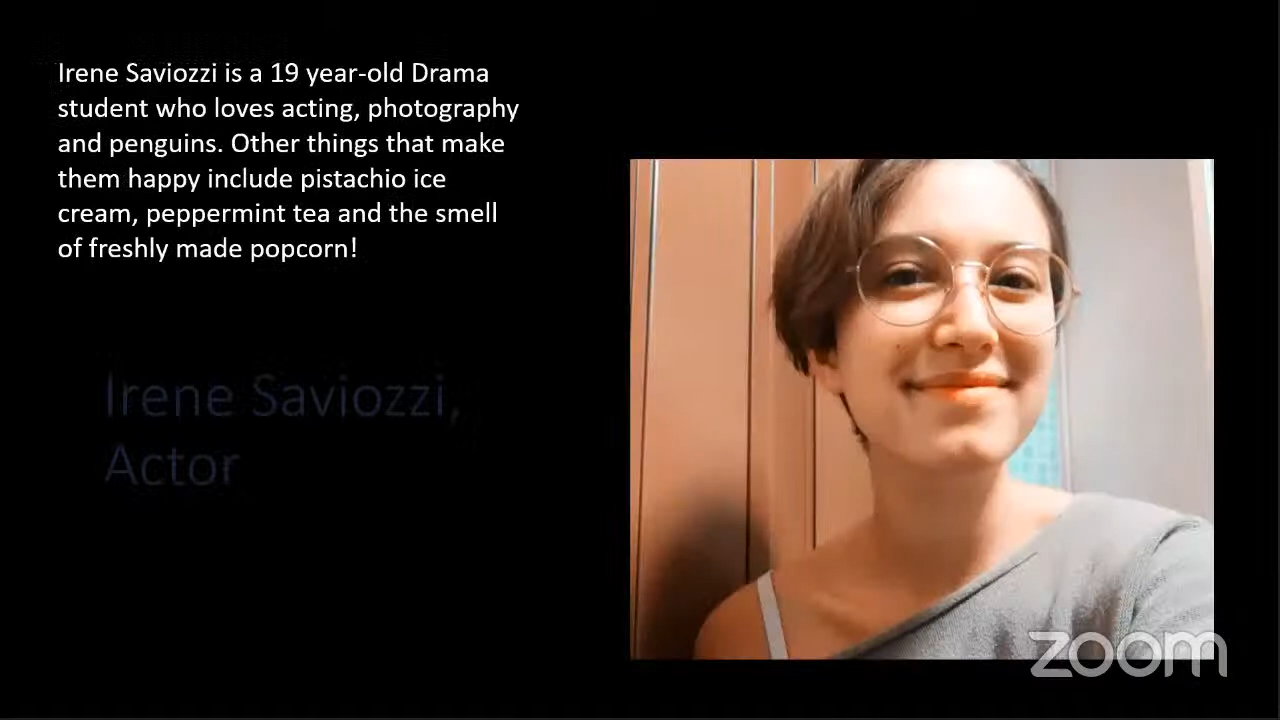 Irene Saviozzi is a 19 year-old Drama
student who loves acting, photography
and penguins. Other things that make
them happy include pistachio ice
cream, peppermint tea and the smell
of freshly made popcorn!
Irene Saviozzi,
Actor
zoom